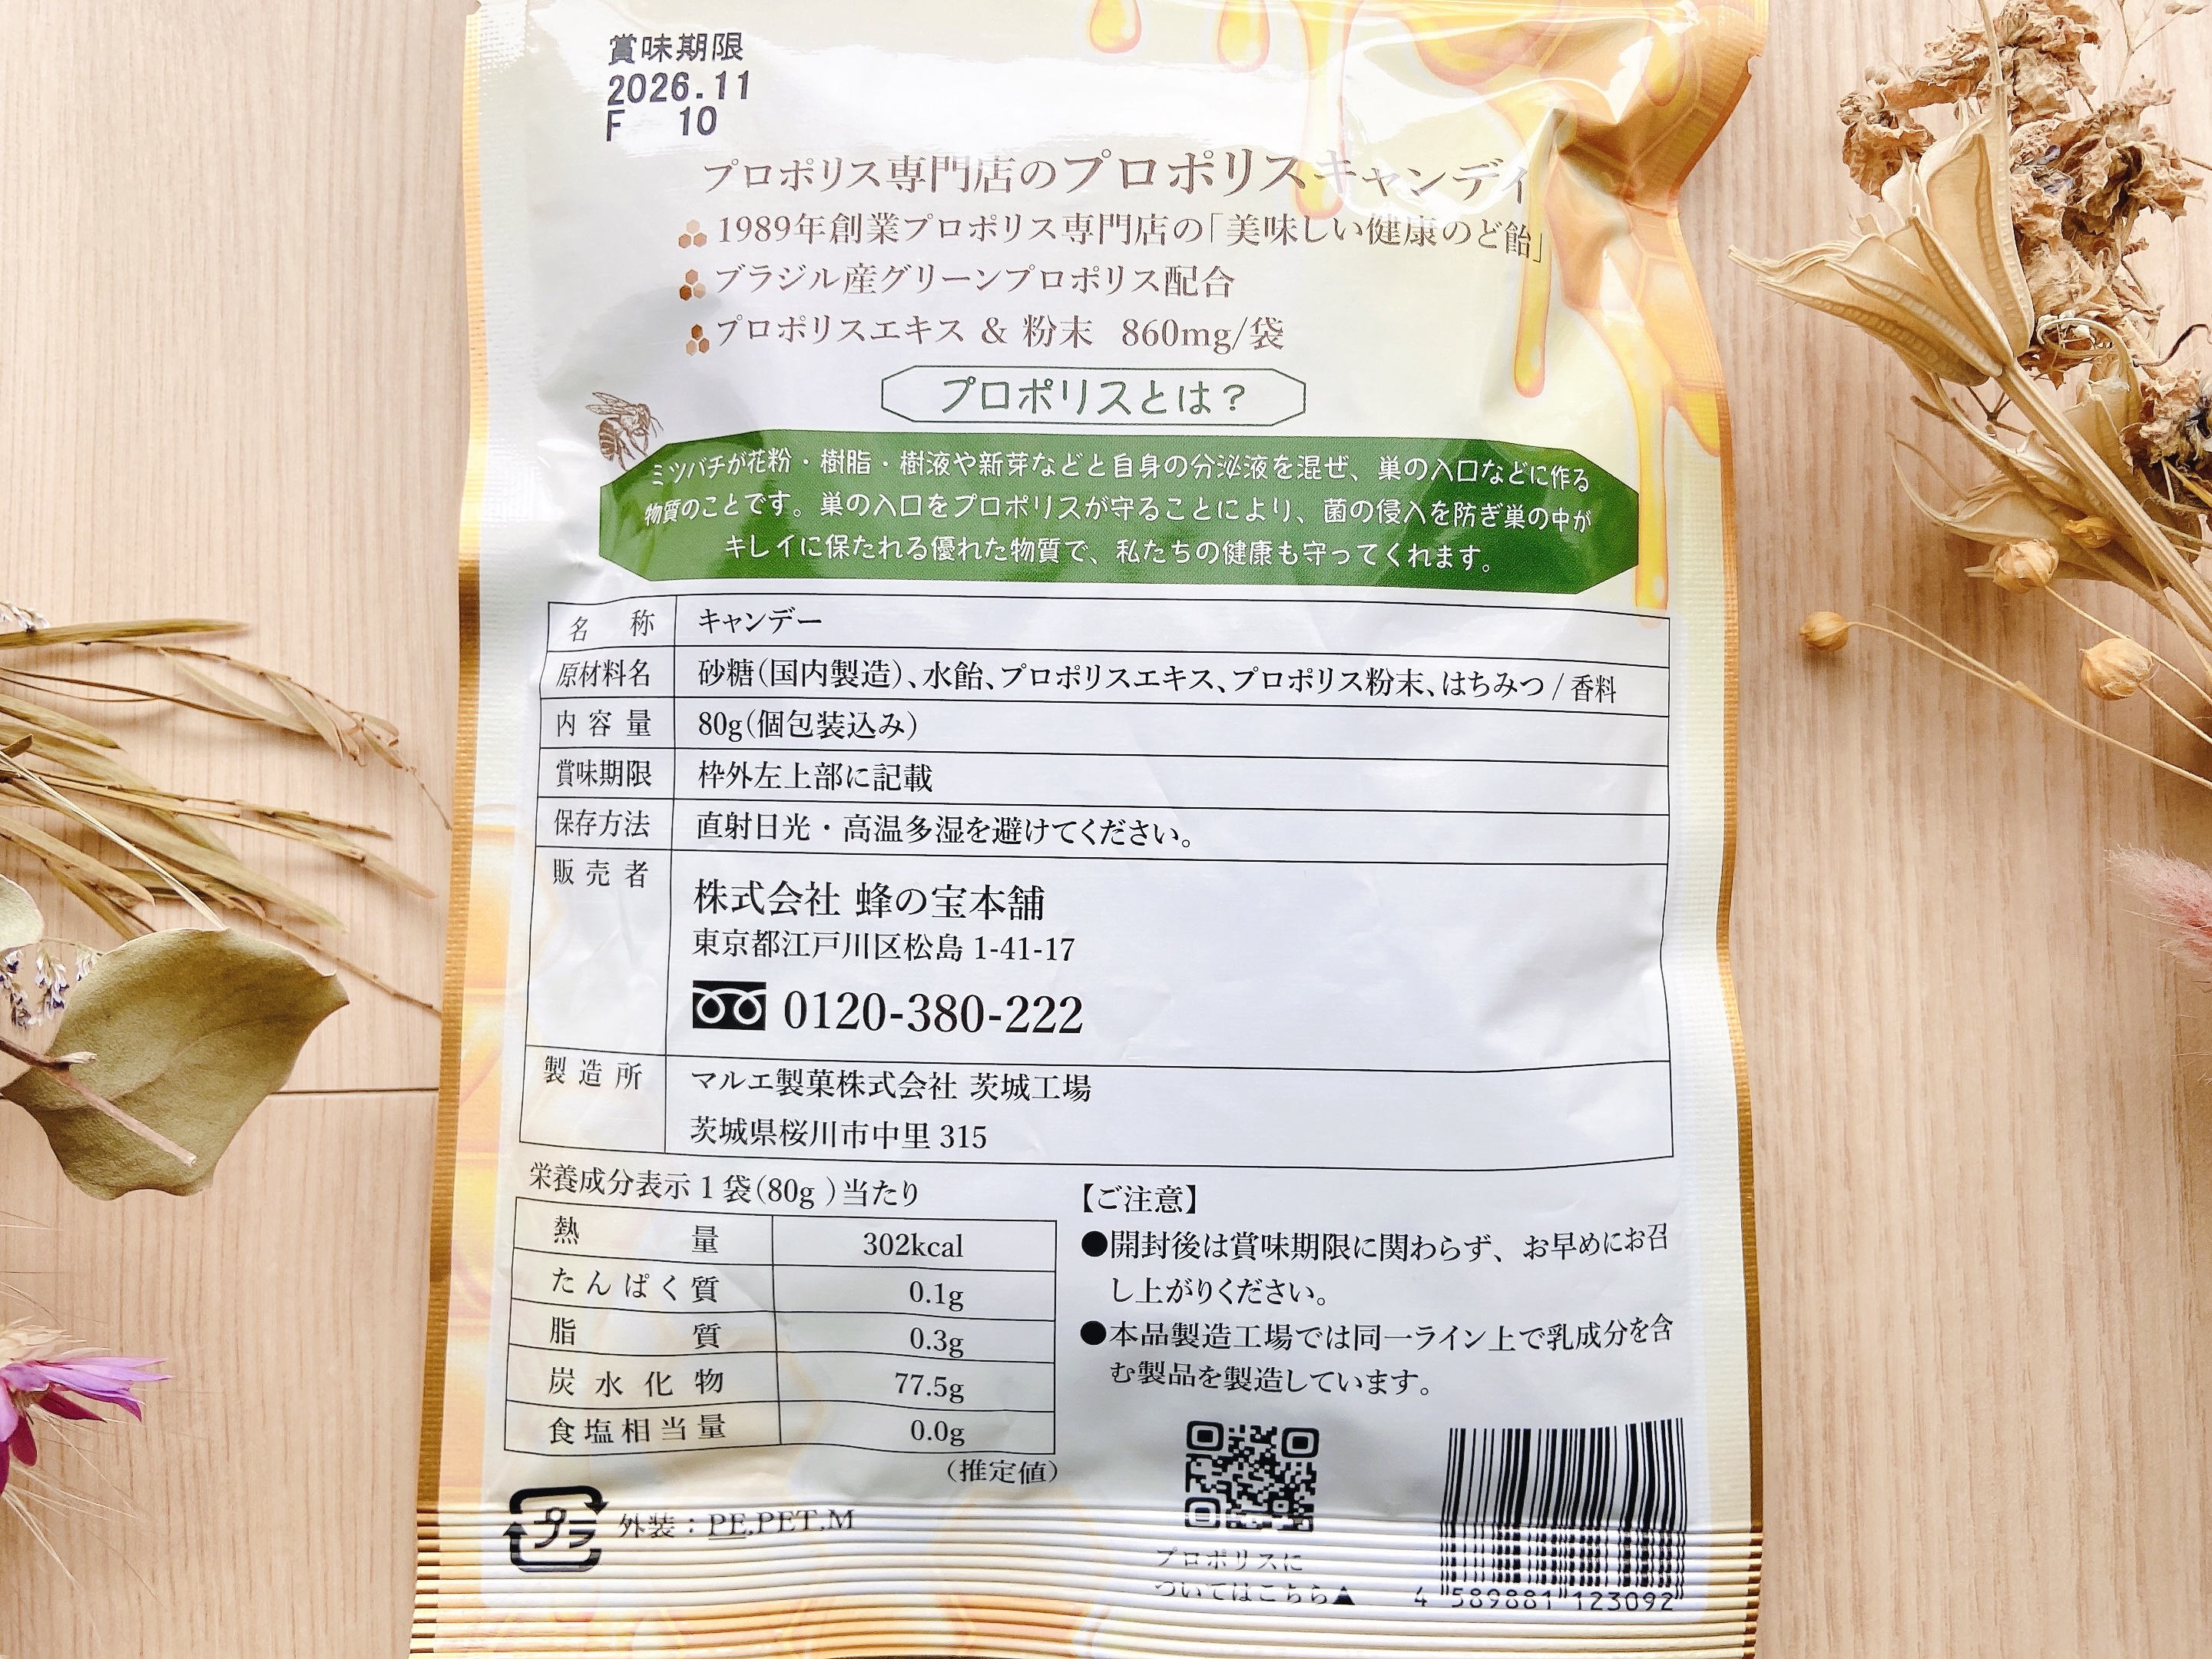 賞味期限
2026.11
F 10
プロポリス専門店のプロポリスキャンディ
1989年創業プロポリス専門店の「美味しい健康のど飴」
ブラジル産グリーンプロポリス配合
プロポリスエキス & 粉末 860mg/袋
プロポリスとは？
ミツバチが花粉・樹脂・樹液や新芽などと自身の分泌液を混ぜ、巣の入口などに作る
物質のことです。巣の入口をプロポリスが守ることにより、菌の侵入を防ぎ巣の中が
キレイに保たれる優れた物質で、私たちの健康も守ってくれます。
名称 キャンデー
原材料名 砂糖（国内製造）、水飴、プロポリスエキス、プロポリス粉末、はちみつ / 香料
内容量 80g（個包装込み）
賞味期限 枠外左上部に記載
保存方法 直射日光・高温多湿を避けてください。
販売者 株式会社 蜂の宝本舗
東京都江戸川区松島 1-41-17
0120-380-222
製造所 マルエ製菓株式会社 茨城工場
茨城県桜川市中里 315
栄養成分表示 1 袋（80g ）当たり
熱量 302kcal
たんぱく質 0.1g
脂質 0.3g
炭水化物 77.5g
食塩相当量 0.0g
（推定値）
【ご注意】
●開封後は賞味期限に関わらず、お早めにお召
し上がりください。
●本品製造工場では同一ライン上で乳成分を含
む製品を製造しています。
プラ 外装：PE,PET,M
プロポリスに
ついてはこちら▲
4 589881 123092